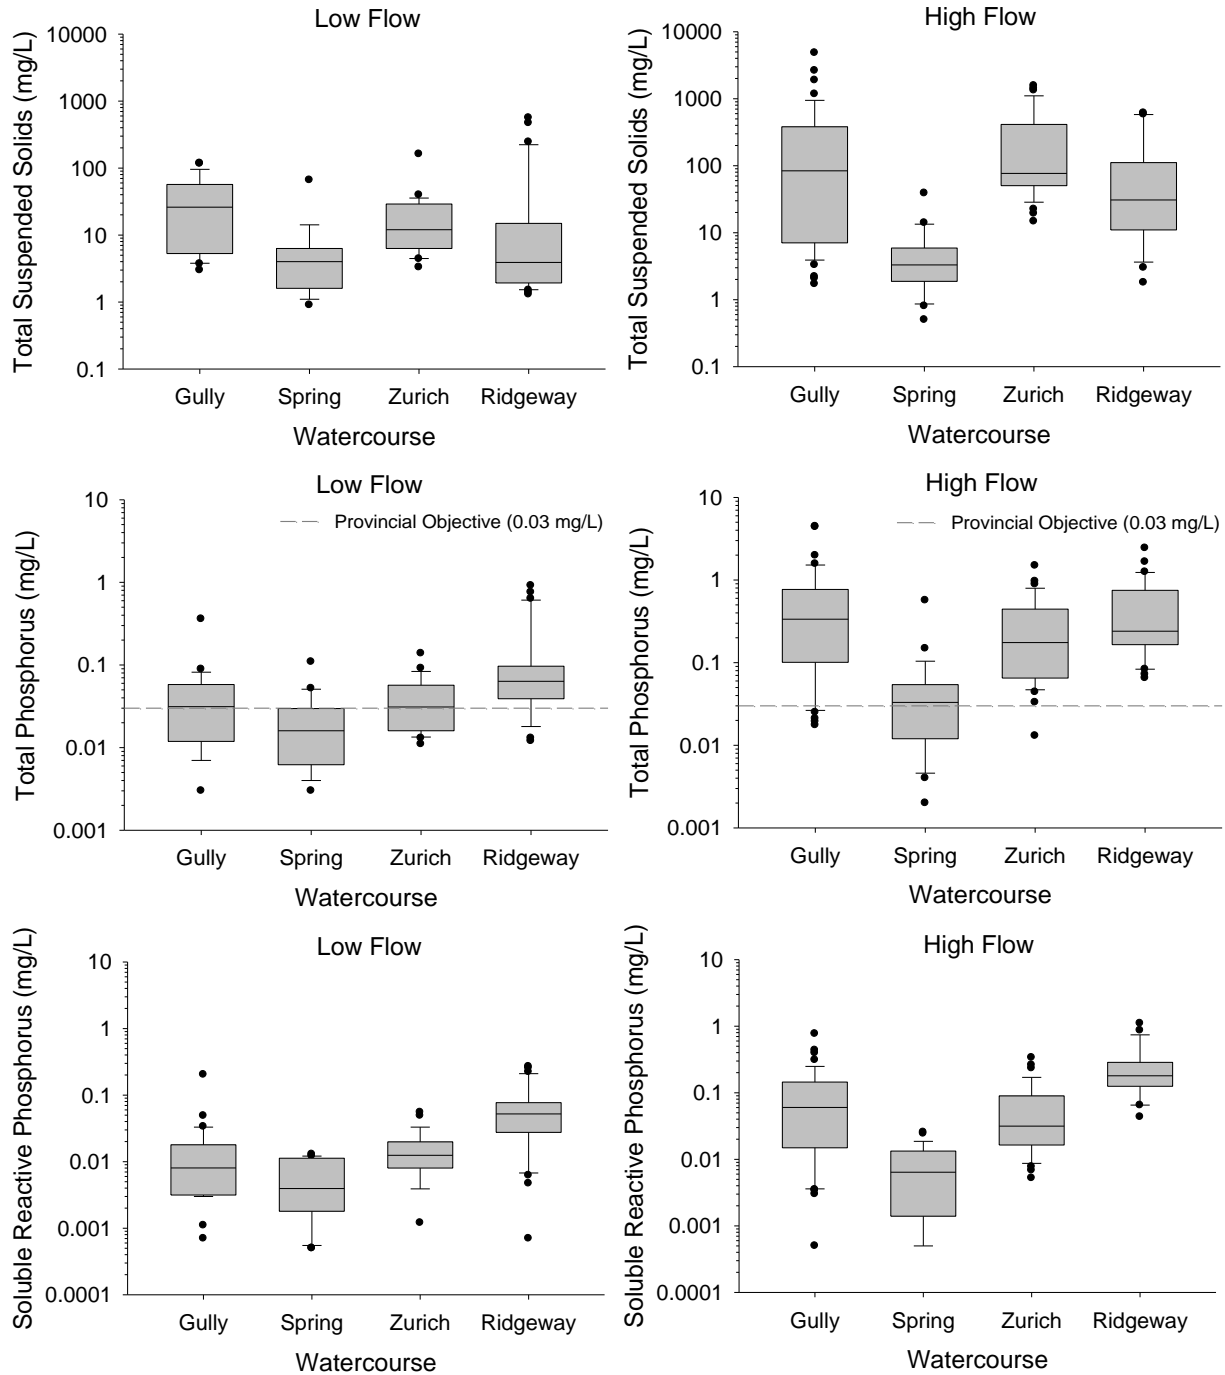 Low Flow
Total Suspended Solids (mg/L)
10000
1000
100
10
1
0.1
Gully Spring Zurich Ridgeway
Watercourse
High Flow
Total Suspended Solids (mg/L)
10000
1000
100
10
1
0.1
Gully Spring Zurich Ridgeway
Watercourse
Low Flow
Provincial Objective (0.03 mg/L)
Total Phosphorus (mg/L)
10
1
0.1
0.01
0.001
Gully Spring Zurich Ridgeway
Watercourse
High Flow
Provincial Objective (0.03 mg/L)
Total Phosphorus (mg/L)
10
1
0.1
0.01
0.001
Gully Spring Zurich Ridgeway
Watercourse
Low Flow
Soluble Reactive Phosphorus (mg/L)
10
1
0.1
0.01
0.001
0.0001
Gully Spring Zurich Ridgeway
Watercourse
High Flow
Soluble Reactive Phosphorus (mg/L)
10
1
0.1
0.01
0.001
0.0001
Gully Spring Zurich Ridgeway
Watercourse